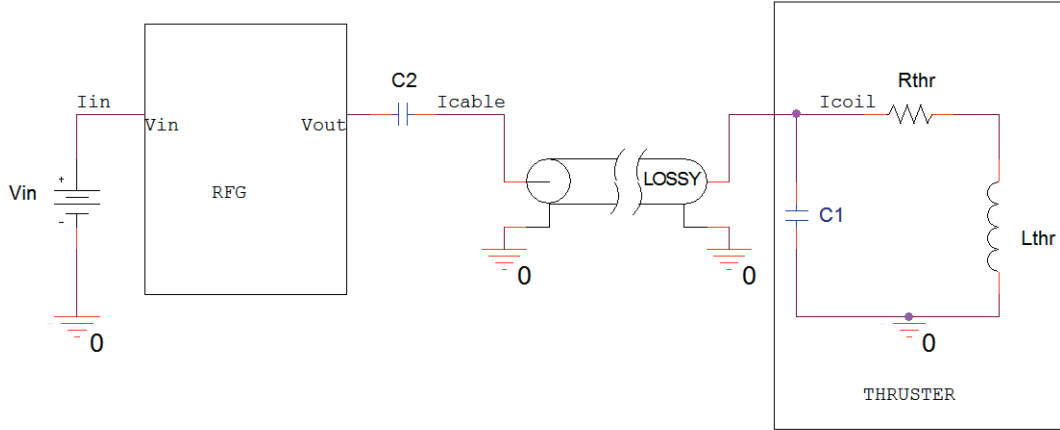 Iin
Vin
RFG
Vout
C2
Icable
Vin
+
-
0
0
LOSSY
0
Icoil
Rthr
C1
Lthr
0
THRUSTER